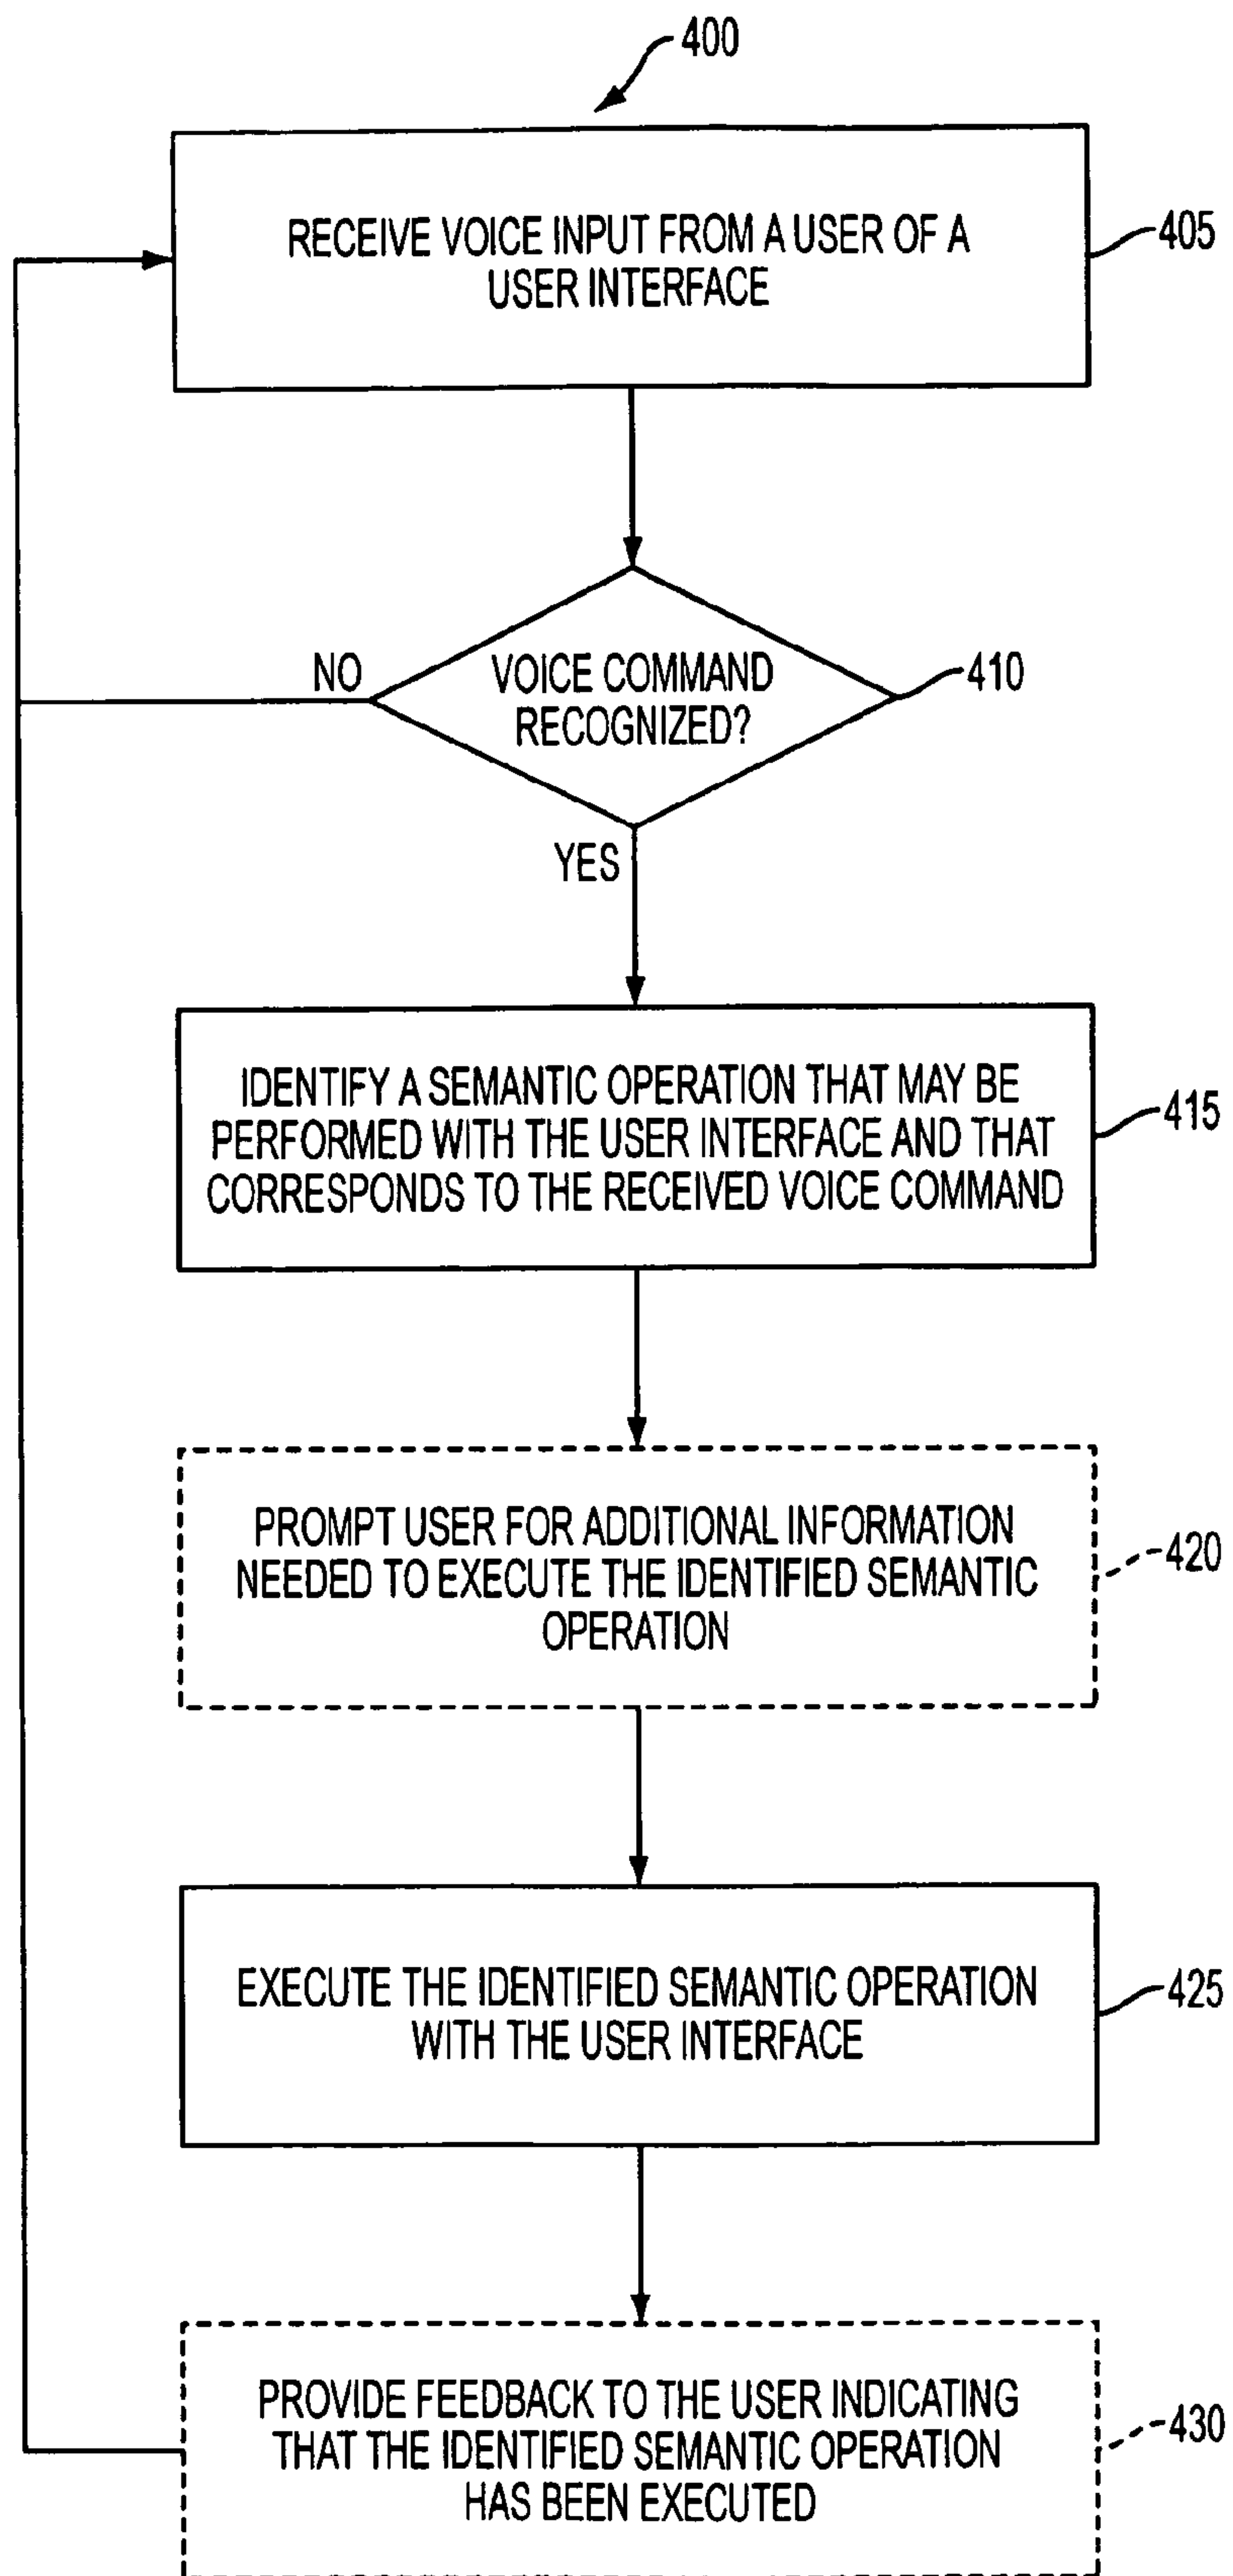 400
RECEIVE VOICE INPUT FROM A USER OF A
USER INTERFACE
405
NO
VOICE COMMAND
RECOGNIZED?
410
YES
IDENTIFY A SEMANTIC OPERATION THAT MAY BE
PERFORMED WITH THE USER INTERFACE AND THAT
CORRESPONDS TO THE RECEIVED VOICE COMMAND
415
PROMPT USER FOR ADDITIONAL INFORMATION
NEEDED TO EXECUTE THE IDENTIFIED SEMANTIC
OPERATION
420
EXECUTE THE IDENTIFIED SEMANTIC OPERATION
WITH THE USER INTERFACE
425
PROVIDE FEEDBACK TO THE USER INDICATING
THAT THE IDENTIFIED SEMANTIC OPERATION
HAS BEEN EXECUTED
430